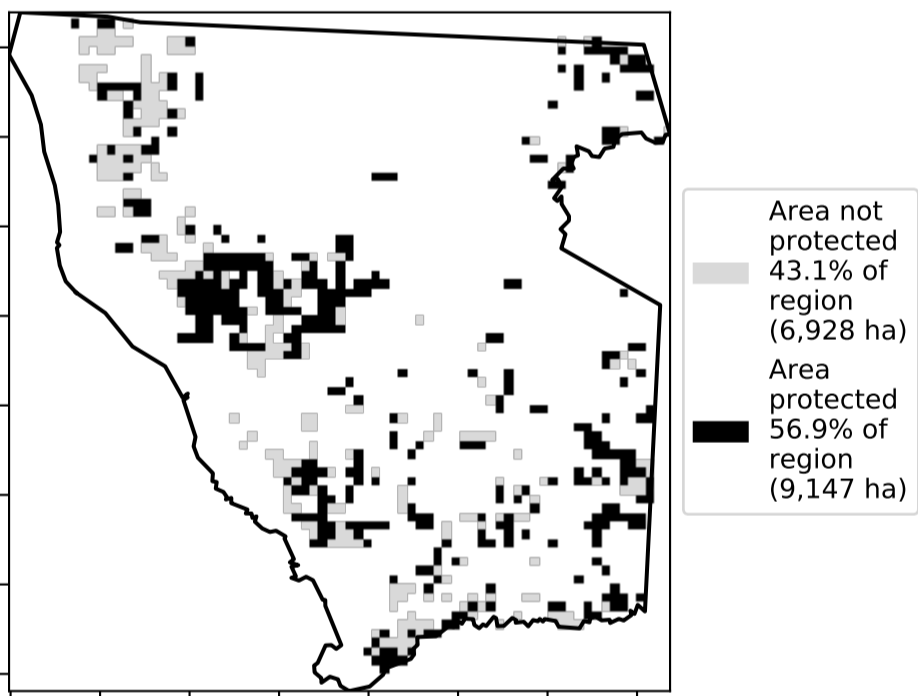 Area not
protected
43.1% of
region
(6,928 ha)
Area
protected
56.9% of
region
(9,147 ha)